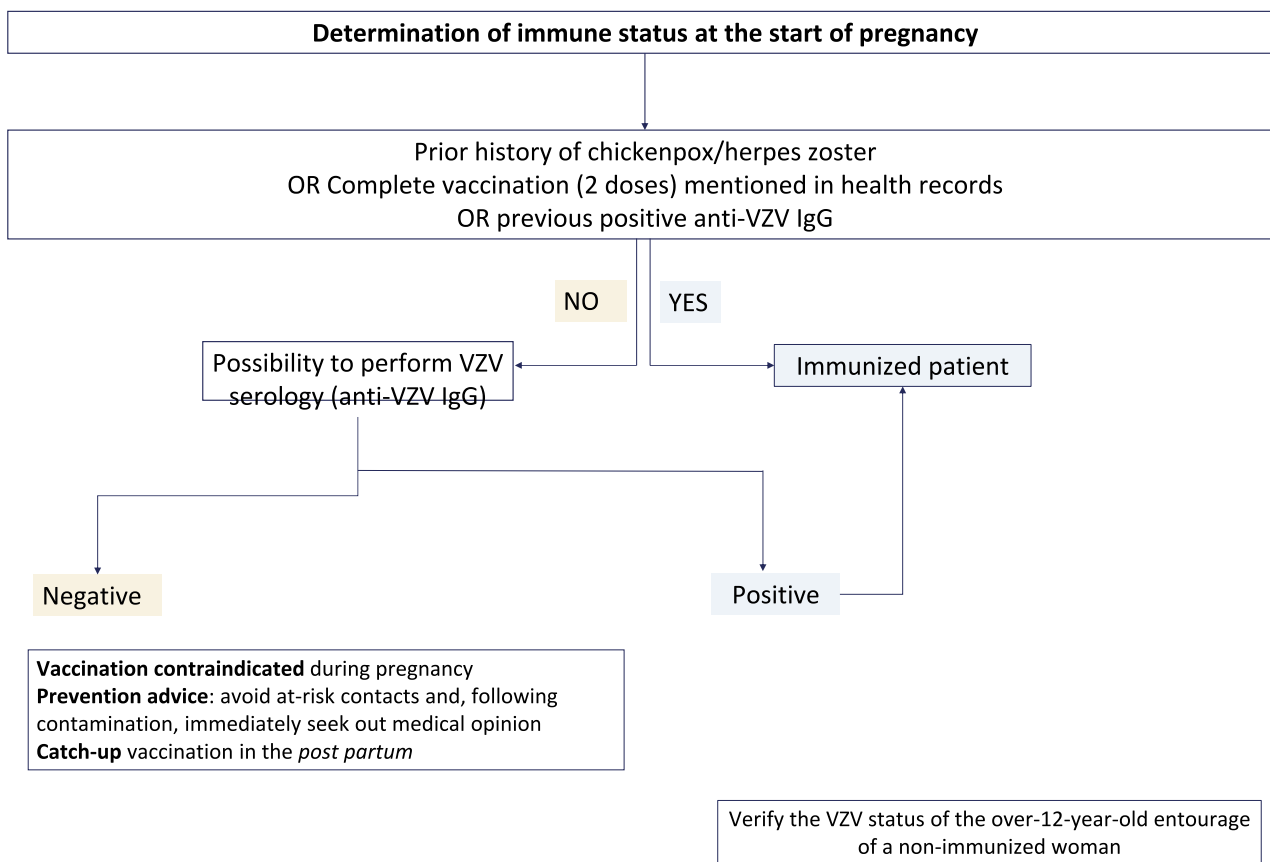 Determination of immune status at the start of pregnancy
Prior history of chickenpox/herpes zoster
OR Complete vaccination (2 doses) mentioned in health records
OR previous positive anti-VZV IgG
NO
YES
Possibility to perform VZV
serology (anti-VZV IgG)
Immunized patient
Negative
Positive
Vaccination contraindicated during pregnancy
Prevention advice: avoid at-risk contacts and, following
contamination, immediately seek out medical opinion
Catch-up vaccination in the post partum
Verify the VZV status of the over-12-year-old entourage
of a non-immunized woman